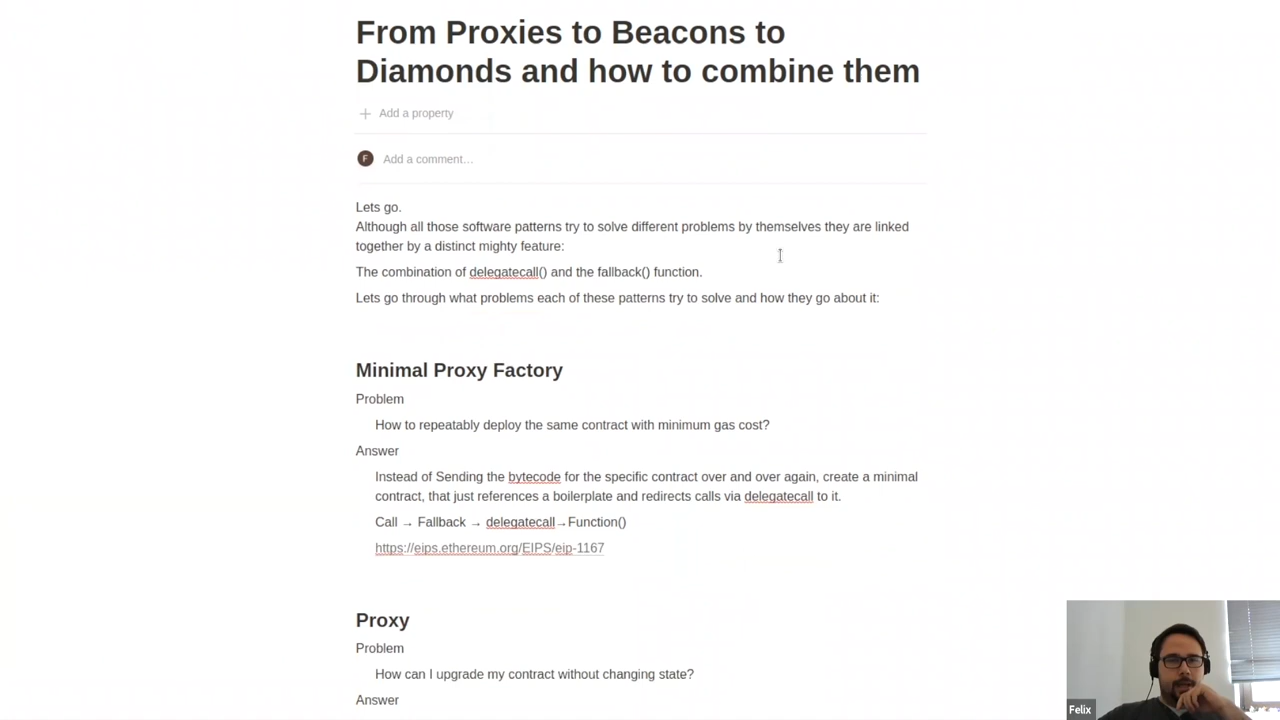 From Proxies to Beacons to
Diamonds and how to combine them
Add a property
F
Add a comment…
Lets go.
Although all those software patterns try to solve different problems by themselves they are linked
together by a distinct mighty feature:
The combination of delegatecall() and the fallback() function.
Lets go through what problems each of these patterns try to solve and how they go about it:
Minimal Proxy Factory
Problem
How to repeatably deploy the same contract with minimum gas cost?
Answer
Instead of Sending the bytecode for the specific contract over and over again, create a minimal
contract, that just references a boilerplate and redirects calls via delegatecall to it.
Call → Fallback → delegatecall→Function()
https://eips.ethereum.org/EIPS/eip-1167
Proxy
Problem
How can I upgrade my contract without changing state?
Answer
Felix